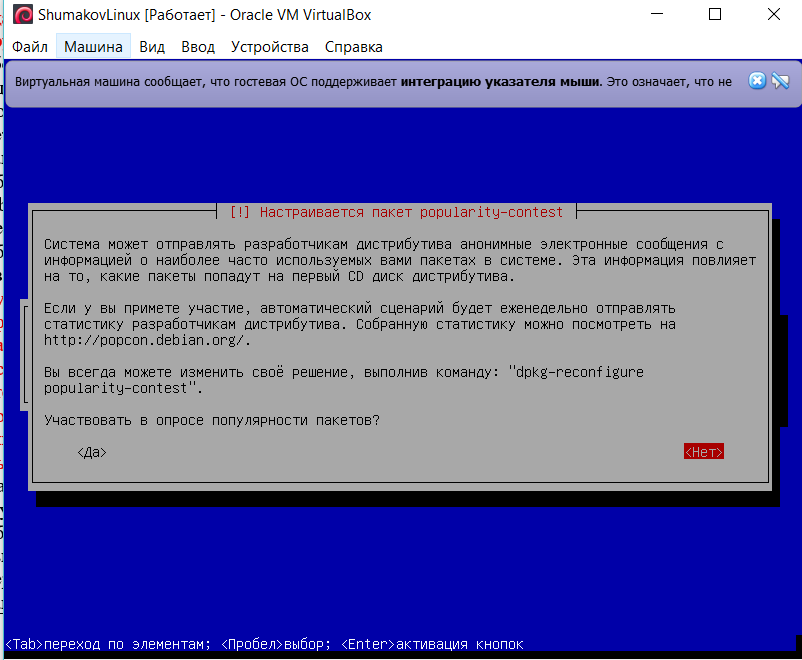 ShumakovLinux [Работает] - Oracle VM VirtualBox
Файл Машина Вид Ввод Устройства Справка
Виртуальная машина сообщает, что гостевая ОС поддерживает интеграцию указателя мыши. Это означает, что не
[!] Настраивается пакет popularity-contest
Система может отправлять разработчикам дистрибутива анонимные электронные сообщения с
информацией о наиболее часто используемых вами пакетах в системе. Эта информация повлияет
на то, какие пакеты попадут на первый CD диск дистрибутива.
Если у вы примете участие, автоматический сценарий будет еженедельно отправлять
статистику разработчикам дистрибутива. Собранную статистику можно посмотреть на
http://popcon.debian.org/.
Вы всегда можете изменить своё решение, выполнив команду: "dpkg-reconfigure
popularity-contest".
Участвовать в опросе популярности пакетов?
<Да> <Нет>
<Tab>переход по элементам; <Пробел>выбор; <Enter>активация кнопок